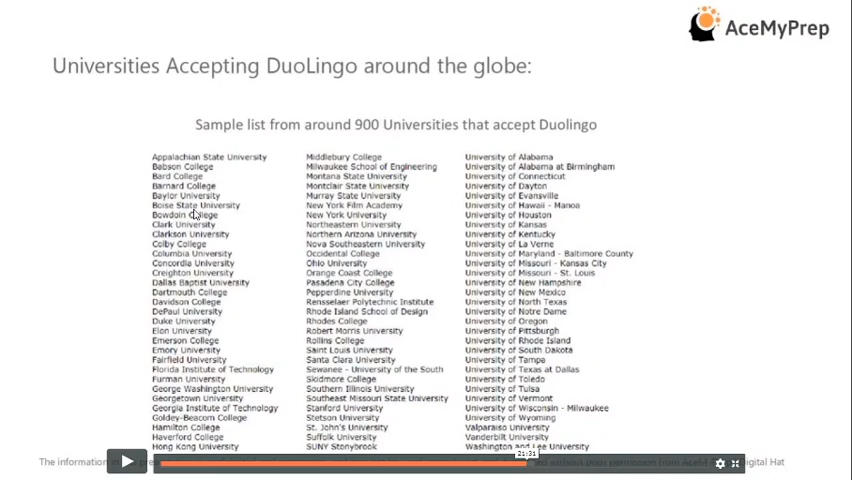 AceMyPrep
Universities Accepting DuoLingo around the globe:
Sample list from around 900 Universities that accept Duolingo
Appalachian State University
Babson College
Bard College
Barnard College
Baylor University
Boise State University
Bowdoin College
Clark University
Clarkson University
Colby College
Columbia University
Concordia University
Creighton University
Dallas Baptist University
Dartmouth College
Davidson College
DePaul University
Duke University
Elon University
Emerson College
Emory University
Fairfield University
Florida Institute of Technology
Furman University
George Washington University
Georgetown University
Georgia Institute of Technology
Goldey-Beacom College
Hamilton College
Haverford College
Hong Kong University
Middlebury College
Milwaukee School of Engineering
Montana State University
Montclair State University
Murray State University
New York Film Academy
New York University
Northeastern University
Northern Arizona University
Nova Southeastern University
Occidental College
Ohio University
Orange Coast College
Pasadena City College
Pepperdine University
Rensselaer Polytechnic Institute
Rhode Island School of Design
Rhodes College
Robert Morris University
Rollins College
Saint Louis University
Santa Clara University
Sewanee - University of the South
Skidmore College
Southern Illinois University
Southeast Missouri State University
Stanford University
Stetson University
St. John's University
Suffolk University
SUNY Stonybrook
University of Alabama
University of Alabama at Birmingham
University of Connecticut
University of Dayton
University of Evansville
University of Hawaii - Manoa
University of Houston
University of Kansas
University of Kentucky
University of La Verne
University of Maryland - Baltimore County
University of Missouri - Kansas City
University of Missouri - St. Louis
University of New Hampshire
University of New Mexico
University of North Texas
University of Notre Dame
University of Oregon
University of Pittsburgh
University of Rhode Island
University of South Dakota
University of Tampa
University of Texas at Dallas
University of Toledo
University of Tulsa
University of Vermont
University of Wisconsin - Milwaukee
University of Wyoming
Valparaiso University
Vanderbilt University
Washington and Lee University
21:31
The information in
without prior permission from AceM
Digital Hat